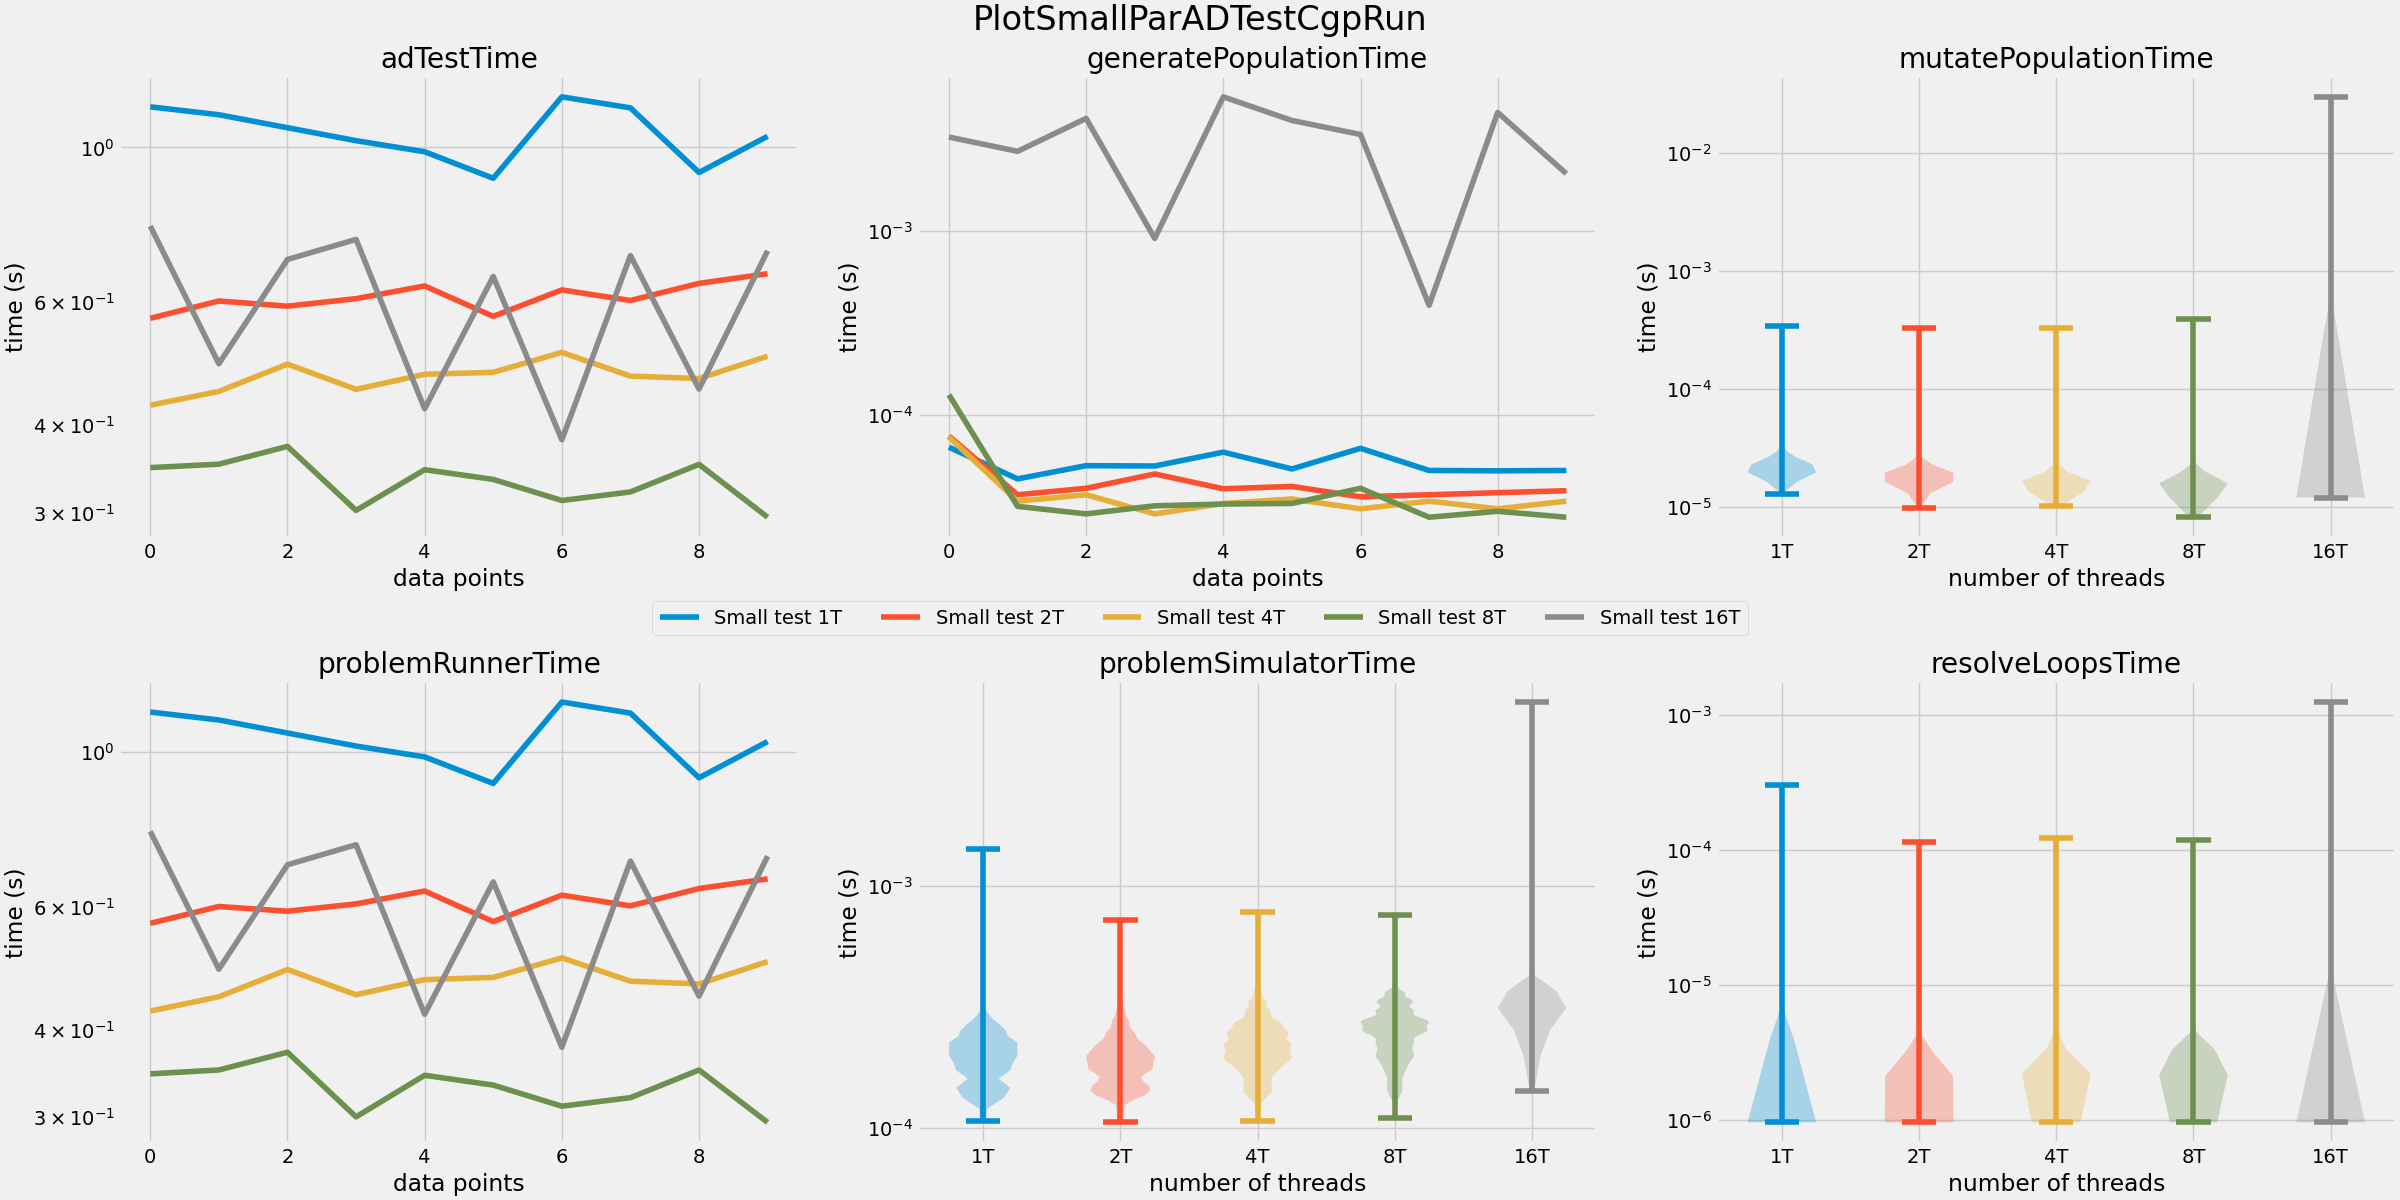 PlotSmallParADTestCgpRun
adTestTime
time (s)
10⁰
6 × 10⁻¹
4 × 10⁻¹
3 × 10⁻¹
0 2 4 6 8
data points
generatePopulationTime
time (s)
10⁻³
10⁻⁴
0 2 4 6 8
data points
mutatePopulationTime
time (s)
10⁻²
10⁻³
10⁻⁴
10⁻⁵
1T 2T 4T 8T 16T
number of threads
Small test 1T Small test 2T Small test 4T Small test 8T Small test 16T
problemRunnerTime
time (s)
10⁰
6 × 10⁻¹
4 × 10⁻¹
3 × 10⁻¹
0 2 4 6 8
data points
problemSimulatorTime
time (s)
10⁻³
10⁻⁴
1T 2T 4T 8T 16T
number of threads
resolveLoopsTime
time (s)
10⁻³
10⁻⁴
10⁻⁵
10⁻⁶
1T 2T 4T 8T 16T
number of threads